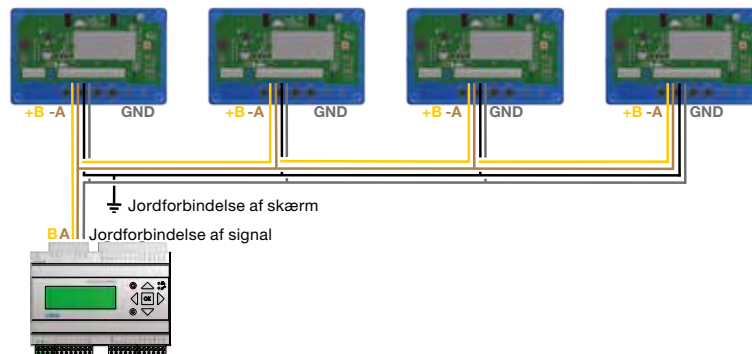 +B -A GND +B -A GND +B -A GND +B -A GND
Jordforbindelse af skærm
B A Jordforbindelse af signal
OK